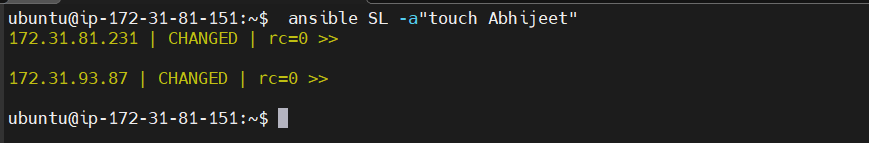 ubuntu@ip-172-31-81-151:~$  ansible SL -a"touch Abhijeet"
172.31.81.231 | CHANGED | rc=0 >>
172.31.93.87 | CHANGED | rc=0 >>
ubuntu@ip-172-31-81-151:~$